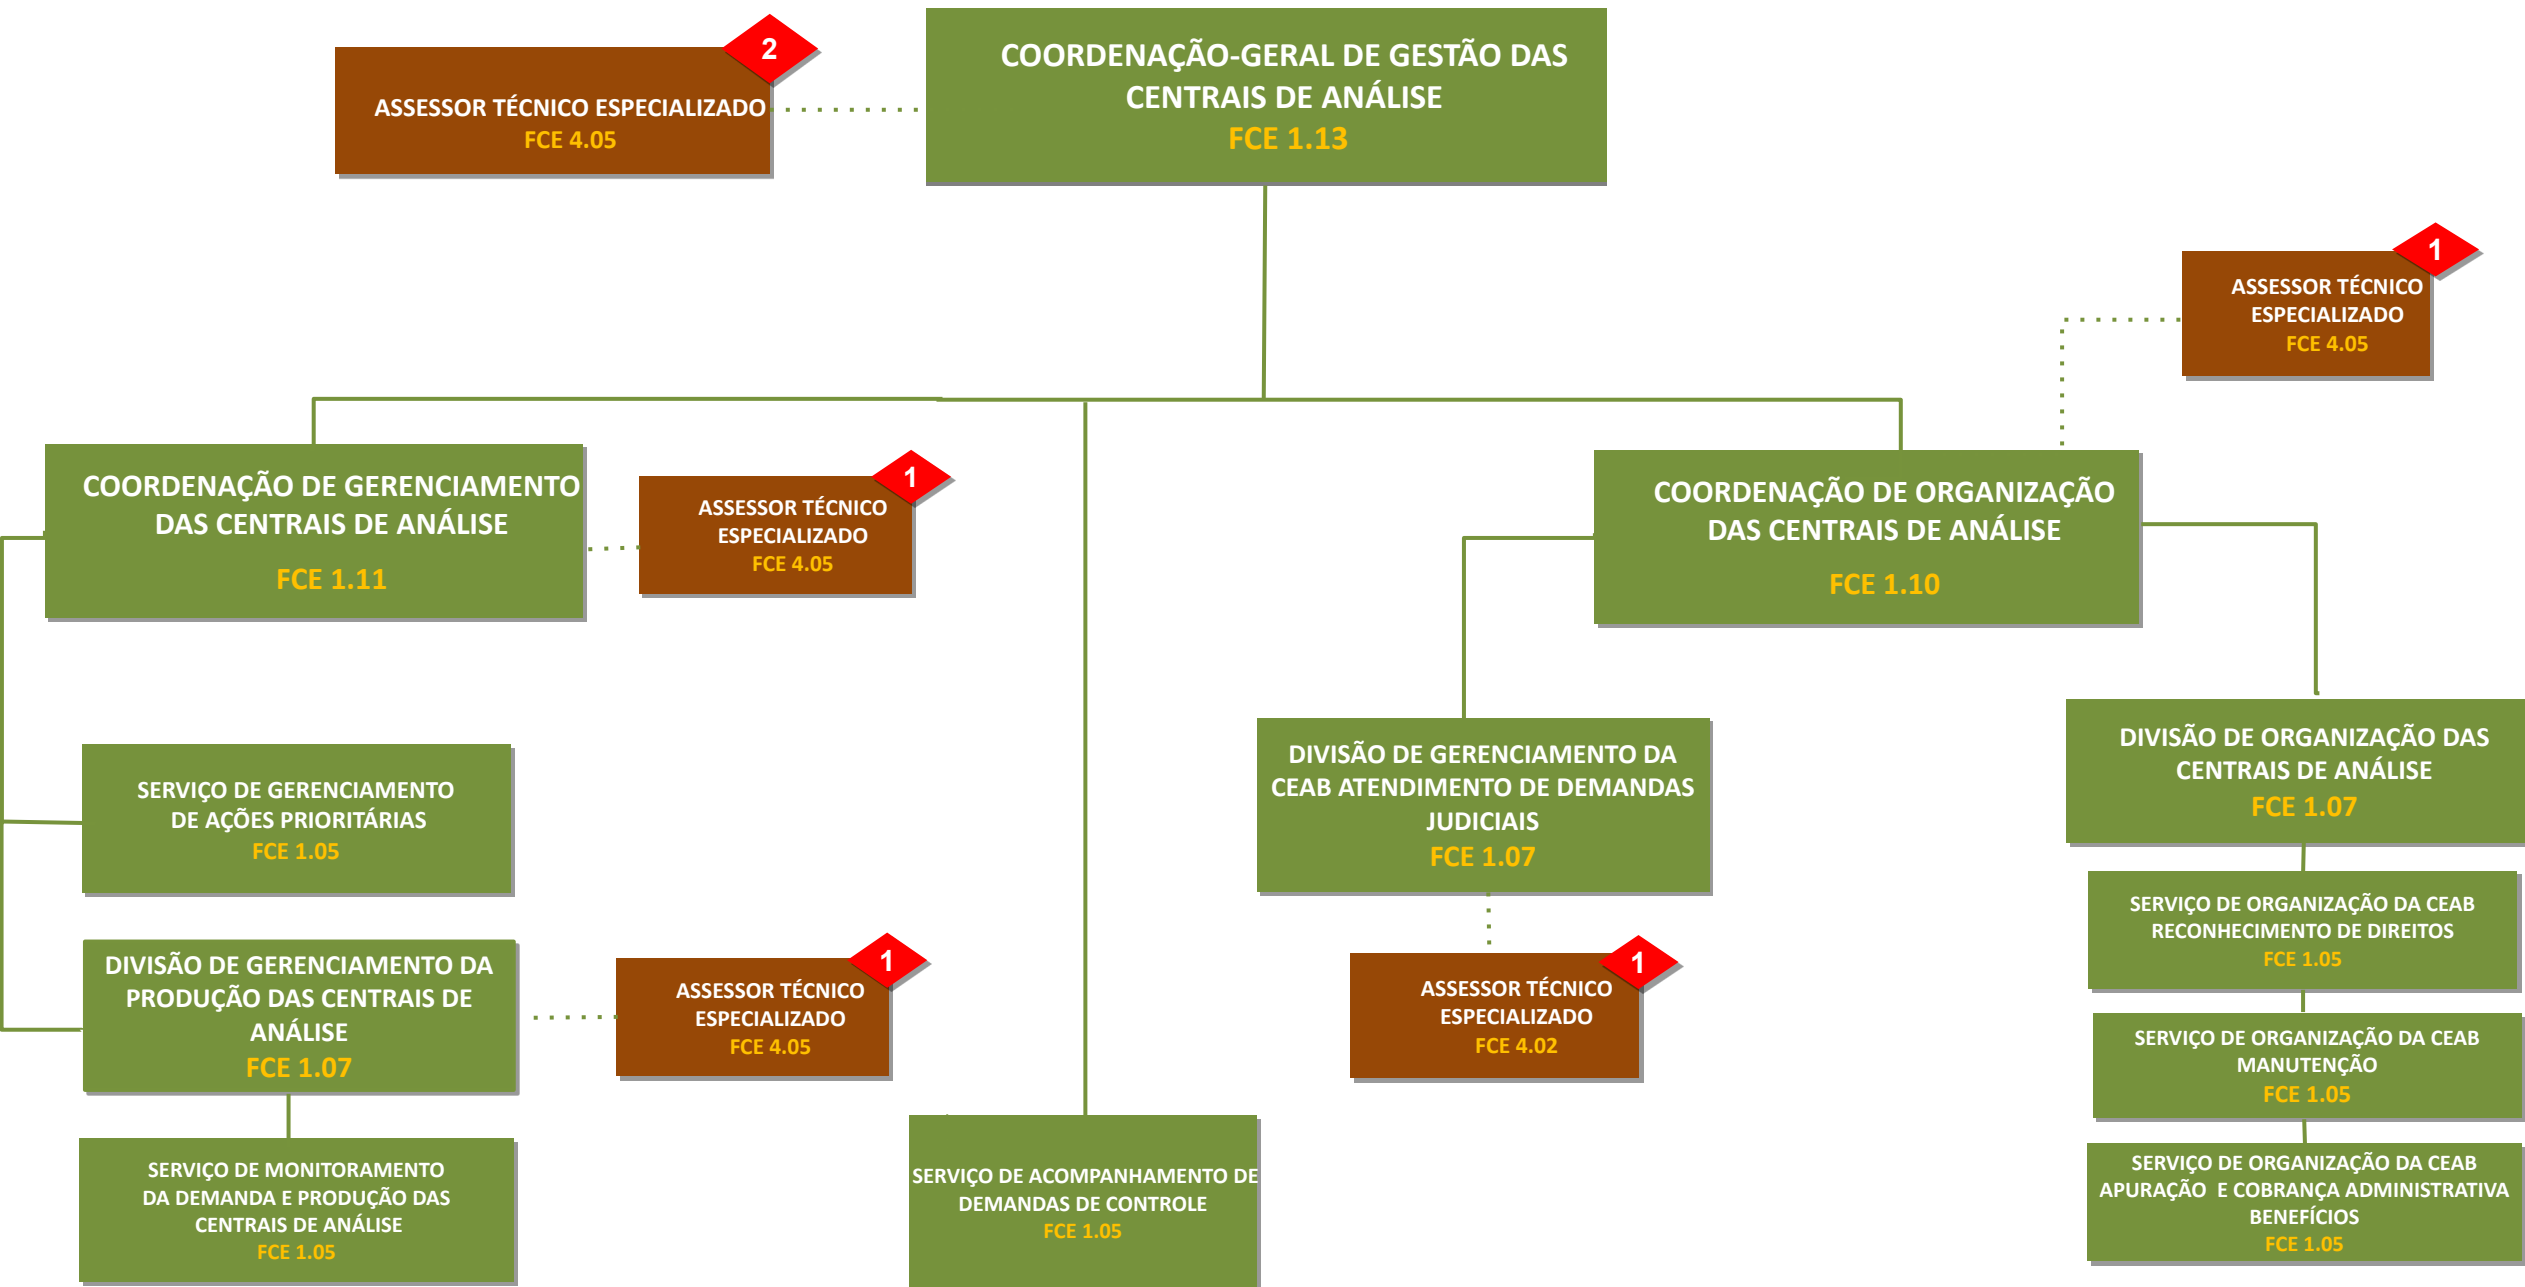 2
ASSESSOR TÉCNICO ESPECIALIZADO
FCE 4.05
COORDENAÇÃO-GERAL DE GESTÃO DAS
CENTRAIS DE ANÁLISE
FCE 1.13
1
ASSESSOR TÉCNICO
ESPECIALIZADO
FCE 4.05
COORDENAÇÃO DE GERENCIAMENTO
DAS CENTRAIS DE ANÁLISE
FCE 1.11
1
ASSESSOR TÉCNICO
ESPECIALIZADO
FCE 4.05
COORDENAÇÃO DE ORGANIZAÇÃO
DAS CENTRAIS DE ANÁLISE
FCE 1.10
SERVIÇO DE GERENCIAMENTO
DE AÇÕES PRIORITÁRIAS
FCE 1.05
DIVISÃO DE GERENCIAMENTO DA
CEAB ATENDIMENTO DE DEMANDAS
JUDICIAIS
FCE 1.07
DIVISÃO DE ORGANIZAÇÃO DAS
CENTRAIS DE ANÁLISE
FCE 1.07
DIVISÃO DE GERENCIAMENTO DA
PRODUÇÃO DAS CENTRAIS DE
ANÁLISE
FCE 1.07
1
ASSESSOR TÉCNICO
ESPECIALIZADO
FCE 4.05
1
ASSESSOR TÉCNICO
ESPECIALIZADO
FCE 4.02
SERVIÇO DE ORGANIZAÇÃO DA CEAB
RECONHECIMENTO DE DIREITOS
FCE 1.05
SERVIÇO DE ORGANIZAÇÃO DA CEAB
MANUTENÇÃO
FCE 1.05
SERVIÇO DE MONITORAMENTO
DA DEMANDA E PRODUÇÃO DAS
CENTRAIS DE ANÁLISE
FCE 1.05
SERVIÇO DE ACOMPANHAMENTO DE
DEMANDAS DE CONTROLE
FCE 1.05
SERVIÇO DE ORGANIZAÇÃO DA CEAB
APURAÇÃO E COBRANÇA ADMINISTRATIVA
BENEFÍCIOS
FCE 1.05